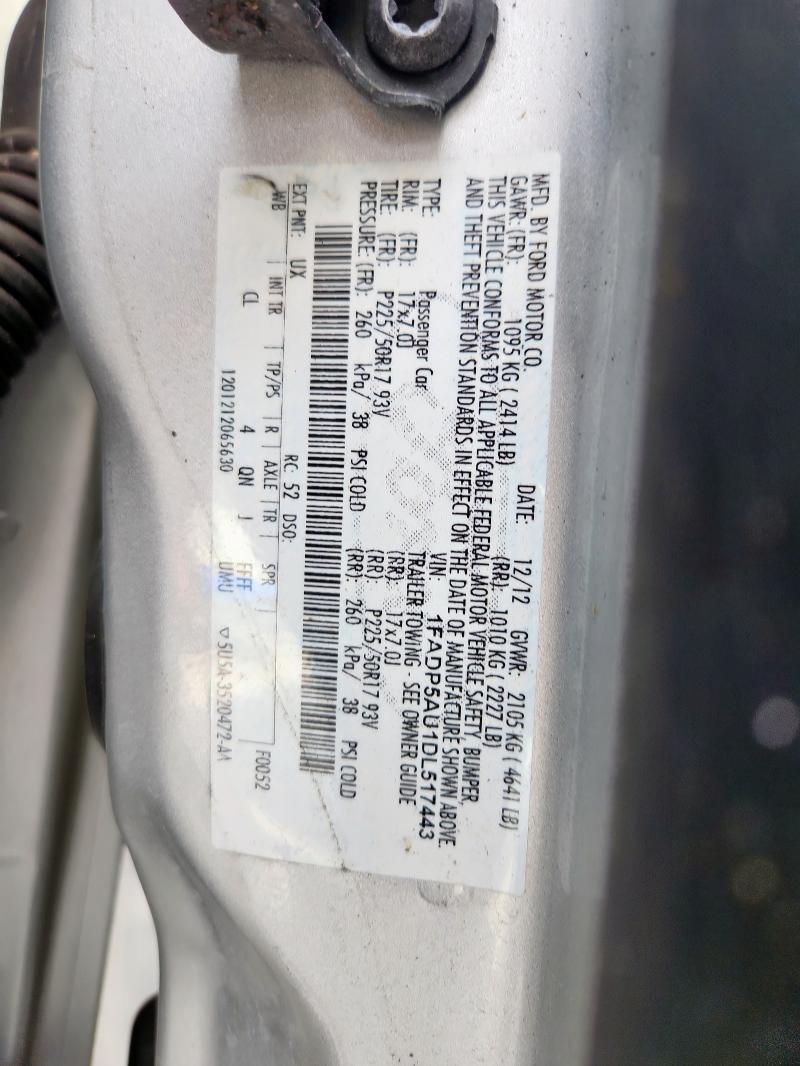 MFD. BY FORD MOTOR CO.
DATE: 12/12 GVWR: 2105 KG ( 4641 LB)
GAWR: (FR): 1095 KG ( 2414 LB) (RR): 1010 KG ( 2227 LB)
THIS VEHICLE CONFORMS TO ALL APPLICABLE FEDERAL MOTOR VEHICLE SAFETY, BUMPER,
AND THEFT PREVENTION STANDARDS IN EFFECT ON THE DATE OF MANUFACTURE SHOWN ABOVE.
VIN: 1FADP5AU1DL517443
TYPE: Passenger Car TRAILER TOWING - SEE OWNER GUIDE
RIM: (FR): 17x7.0J (RR): 17x7.0J
TIRE: (FR): P225/50R17 93V (RR): P225/50R17 93V
PRESSURE: (FR): 260 kPa/ 38 PSI COLD (RR): 260 kPa/ 38 PSI COLD
EXT PNT: UX RC: 52 DSO: F0052
WB INT TR TP/PS R AXLE TR SPR
CL 4 QN J FFFF
1201212065630 UMU 5U5A-3520472-AA